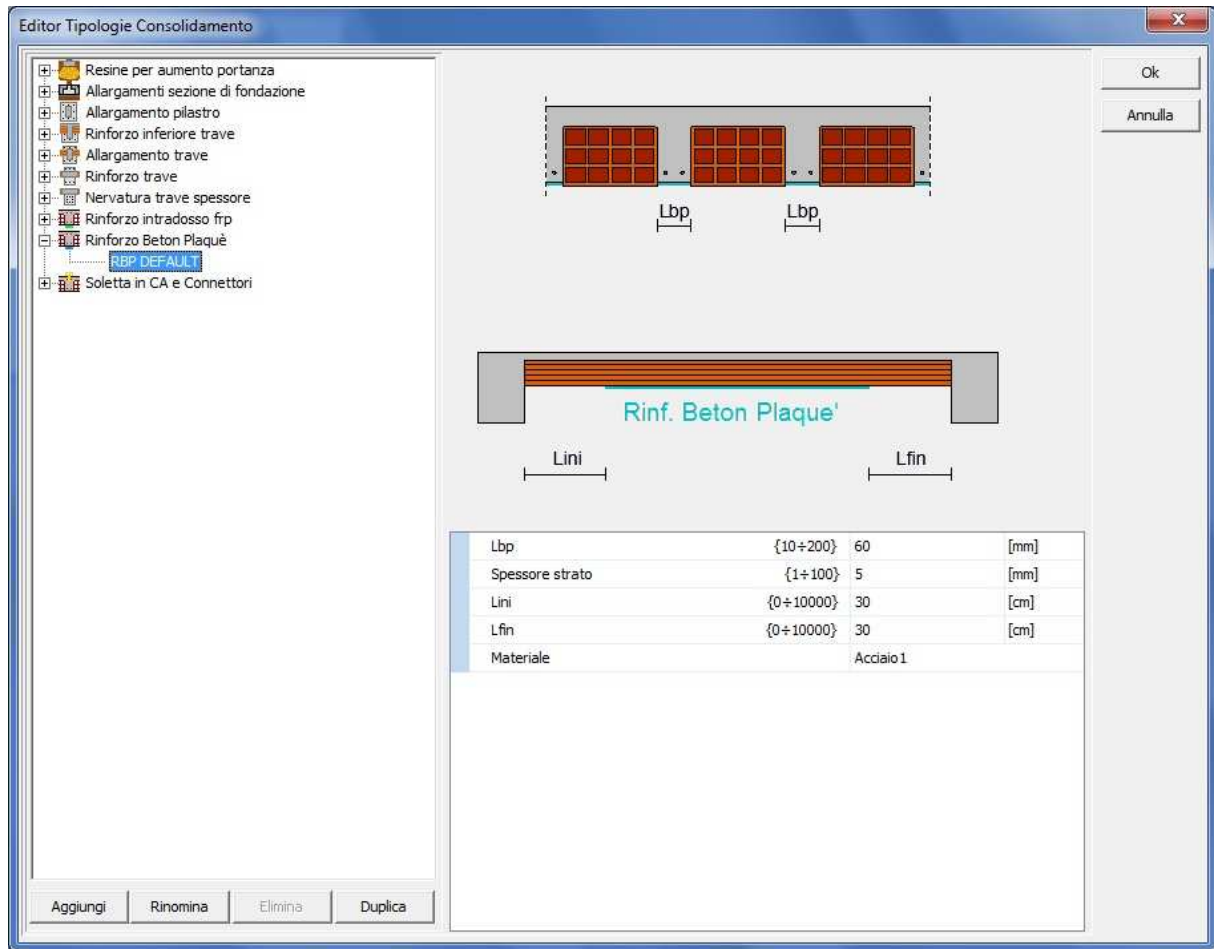 Editor Tipologie Consolidamento
Resine per aumento portanza
Allargamenti sezione di fondazione
Allargamento pilastro
Rinforzo inferiore trave
Allargamento trave
Rinforzo trave
Nervatura trave spessore
Rinforzo intradosso frp
Rinforzo Beton Plaquè
RBP DEFAULT
Soletta in CA e Connettori
Aggiungi
Rinomina
Elimina
Duplica
Lbp Lbp
Rinf. Beton Plaque'
Lini Lfin
Lbp {10÷200} 60 [mm]
Spessore strato {1÷100} 5 [mm]
Lini {0÷10000} 30 [cm]
Lfin {0÷10000} 30 [cm]
Materiale Acciaio1
Ok
Annulla